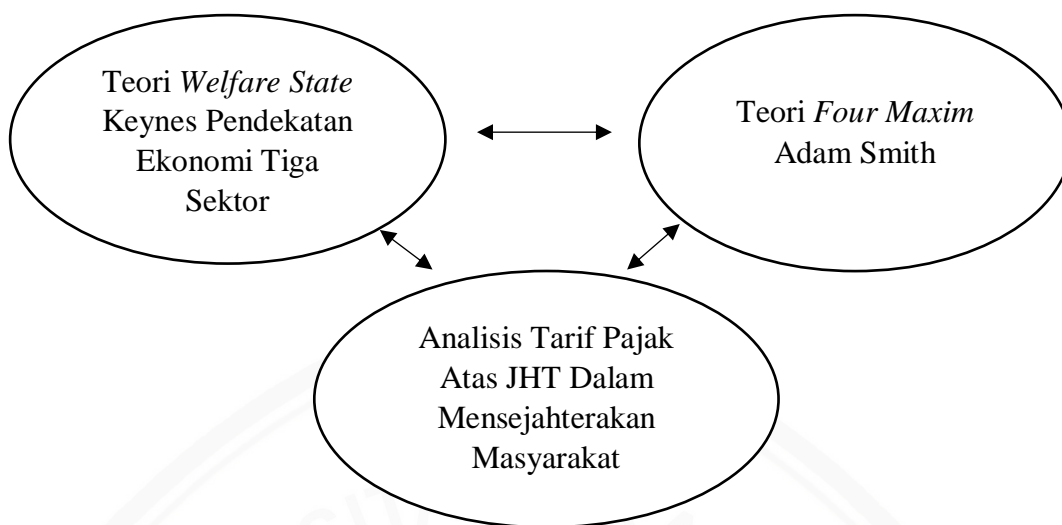 Teori Welfare State
Keynes Pendekatan
Ekonomi Tiga
Sektor
Teori Four Maxim
Adam Smith
Analisis Tarif Pajak
Atas JHT Dalam
Mensejahterakan
Masyarakat